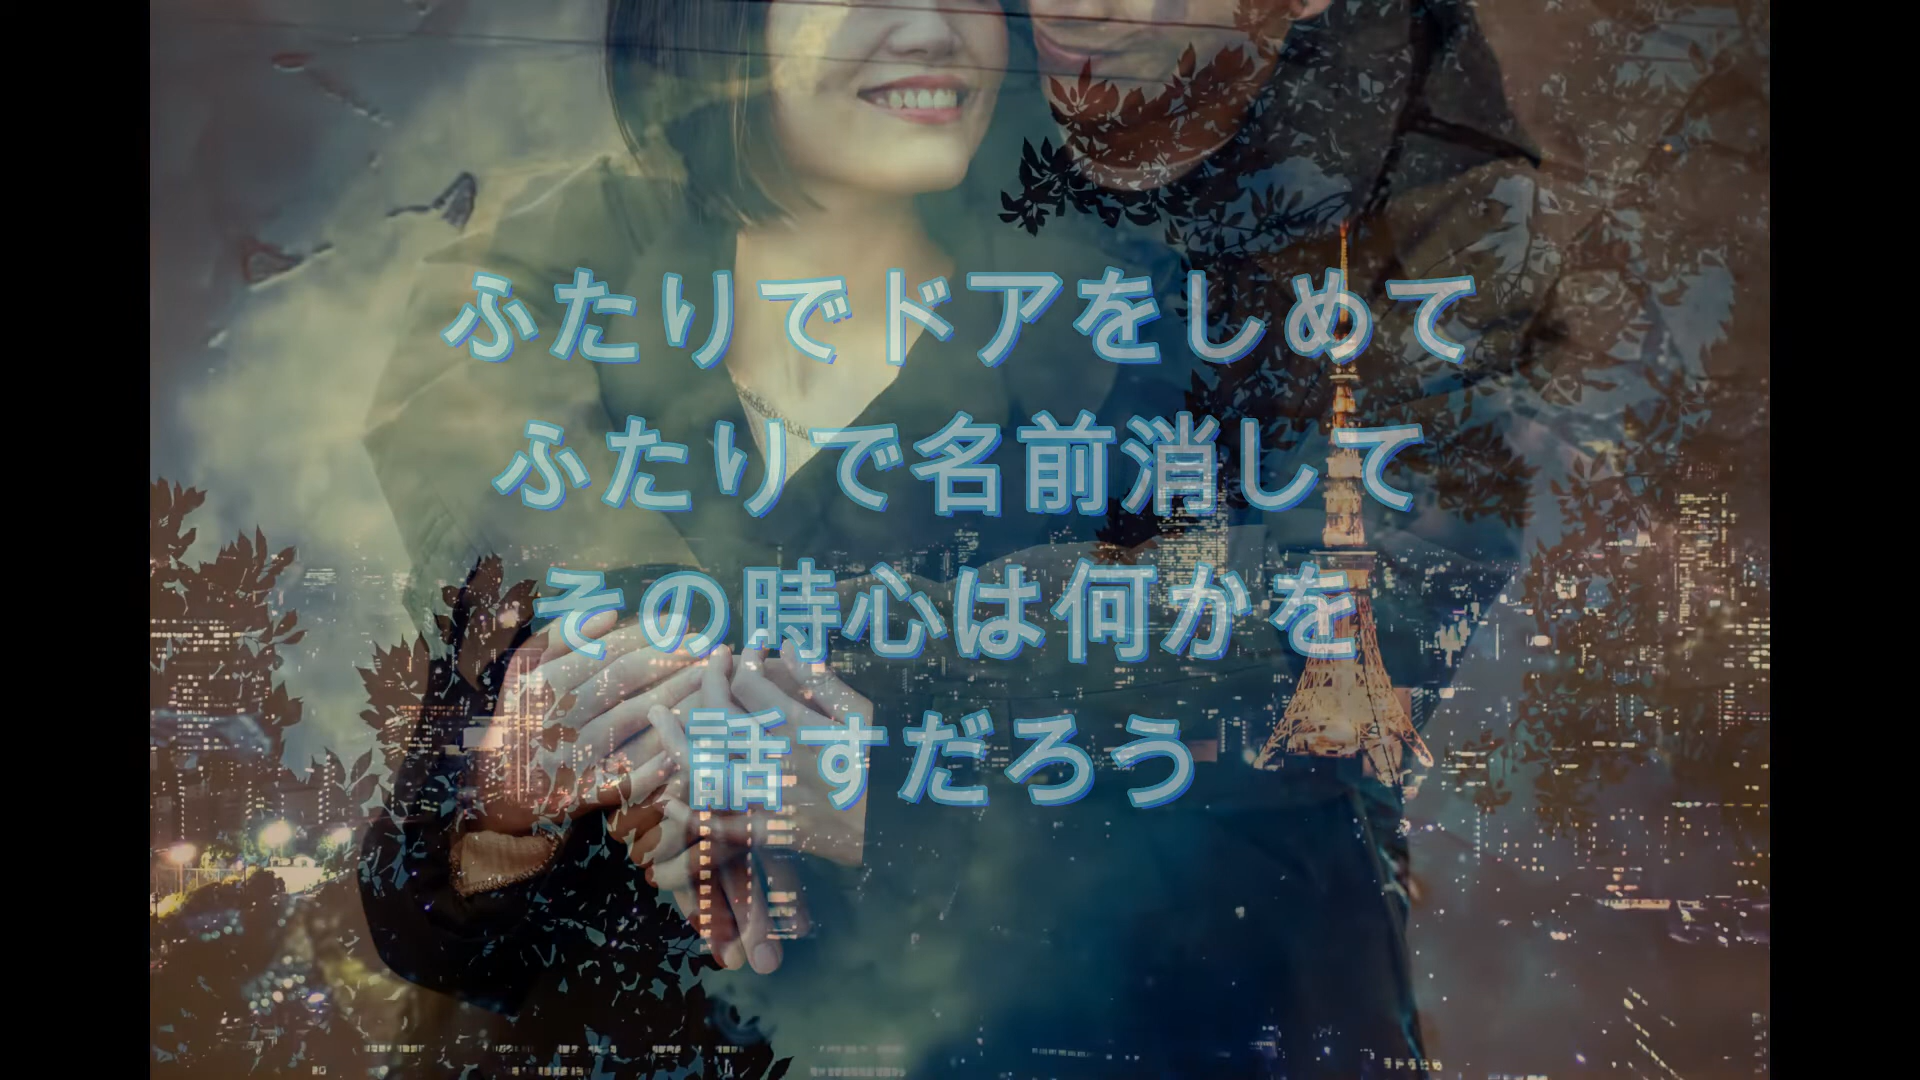 ふたりでドアをしめて
ふたりで名前消して
その時心は何かを
話すだろう